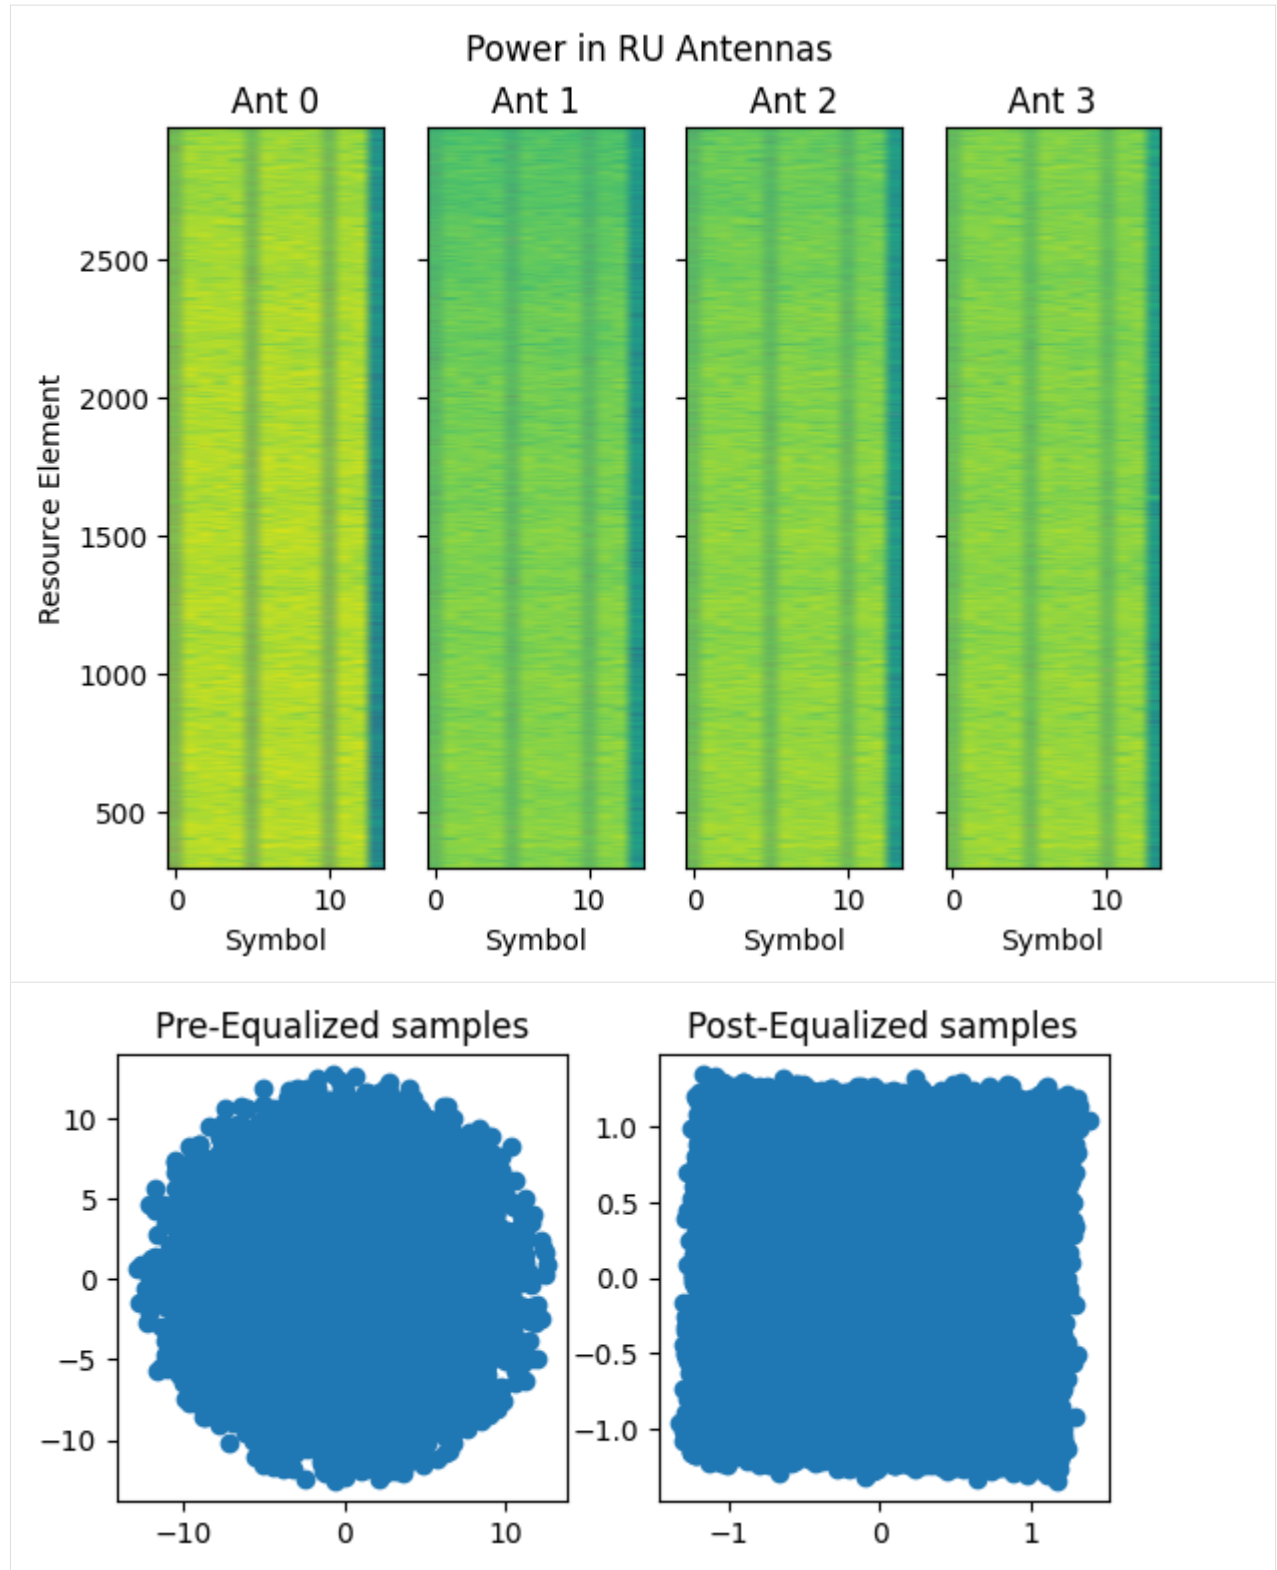 Power in RU Antennas
Ant 0 Ant 1 Ant 2 Ant 3
Resource Element
2500
2000
1500
1000
500
0 10 0 10 0 10 0 10
Symbol Symbol Symbol Symbol
Pre-Equalized samples Post-Equalized samples
10
5
0
−5
−10
−10 0 10
1.0
0.5
0.0
−0.5
−1.0
−1 0 1